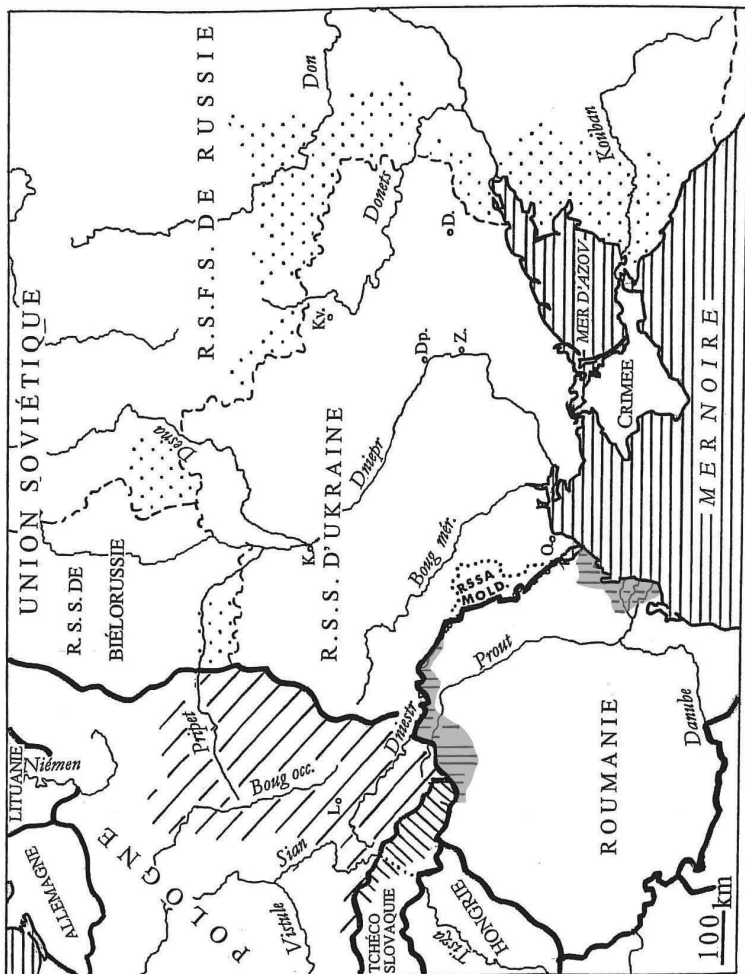 UNION SOVIÉTIQUE
LITUANIE
Niémen
ALLEMAGNE
R. S. S. DE
BIÉLORUSSIE
R.S.F.S. DE RUSSIE
Don
Desna
Pripet
POLOGNE
Boug occ.
Sian
Vistule
L.
K.
Kv.
Donets
R.S.S. D'UKRAINE
Dniepr
Dp.
Z.
D.
Boug mér.
Dniestr
TCHÉCO
SLOVAQUIE
Tisza
HONGRIE
RSSA
MOLD.
O.
Prout
ROUMANIE
Danube
MER D'AZOV
CRIMÉE
Kouban
MER NOIRE
100 km